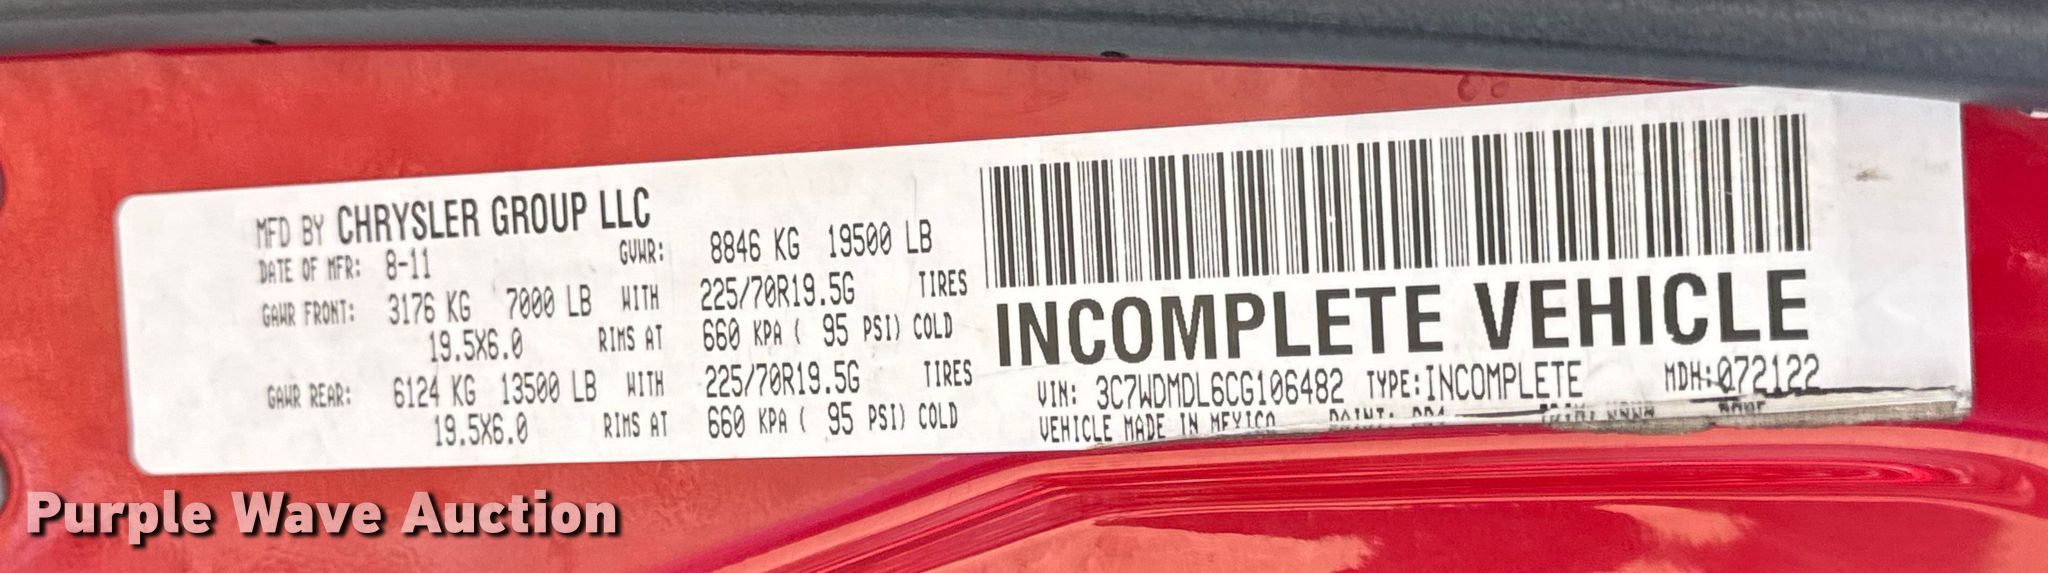 MFD BY CHRYSLER GROUP LLC
DATE OF MFR: 8-11 GVWR: 8846 KG 19500 LB
GAWR FRONT: 3176 KG 7000 LB WITH 225/70R19.5G TIRES
19.5X6.0 RIMS AT 660 KPA ( 95 PSI) COLD
GAWR REAR: 6124 KG 13500 LB WITH 225/70R19.5G TIRES
19.5X6.0 RIMS AT 660 KPA ( 95 PSI) COLD
INCOMPLETE VEHICLE
VIN: 3C7WDMDL6CG106482 TYPE:INCOMPLETE MDH:072122
VEHICLE MADE IN MEXICO PAINT: PR4
Purple Wave Auction